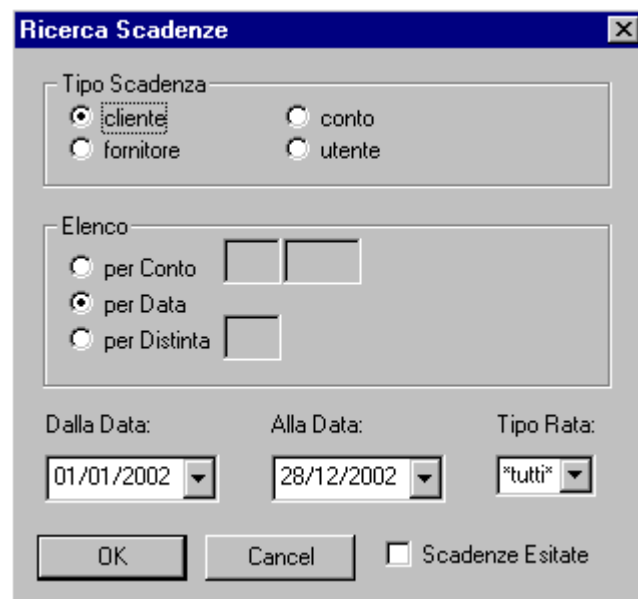 Ricerca Scadenze
Tipo Scadenza
cliente conto
fornitore utente
Elenco
per Conto
per Data
per Distinta
Dalla Data: Alla Data: Tipo Rata:
01/01/2002 28/12/2002 *tutti*
OK Cancel Scadenze Esitate